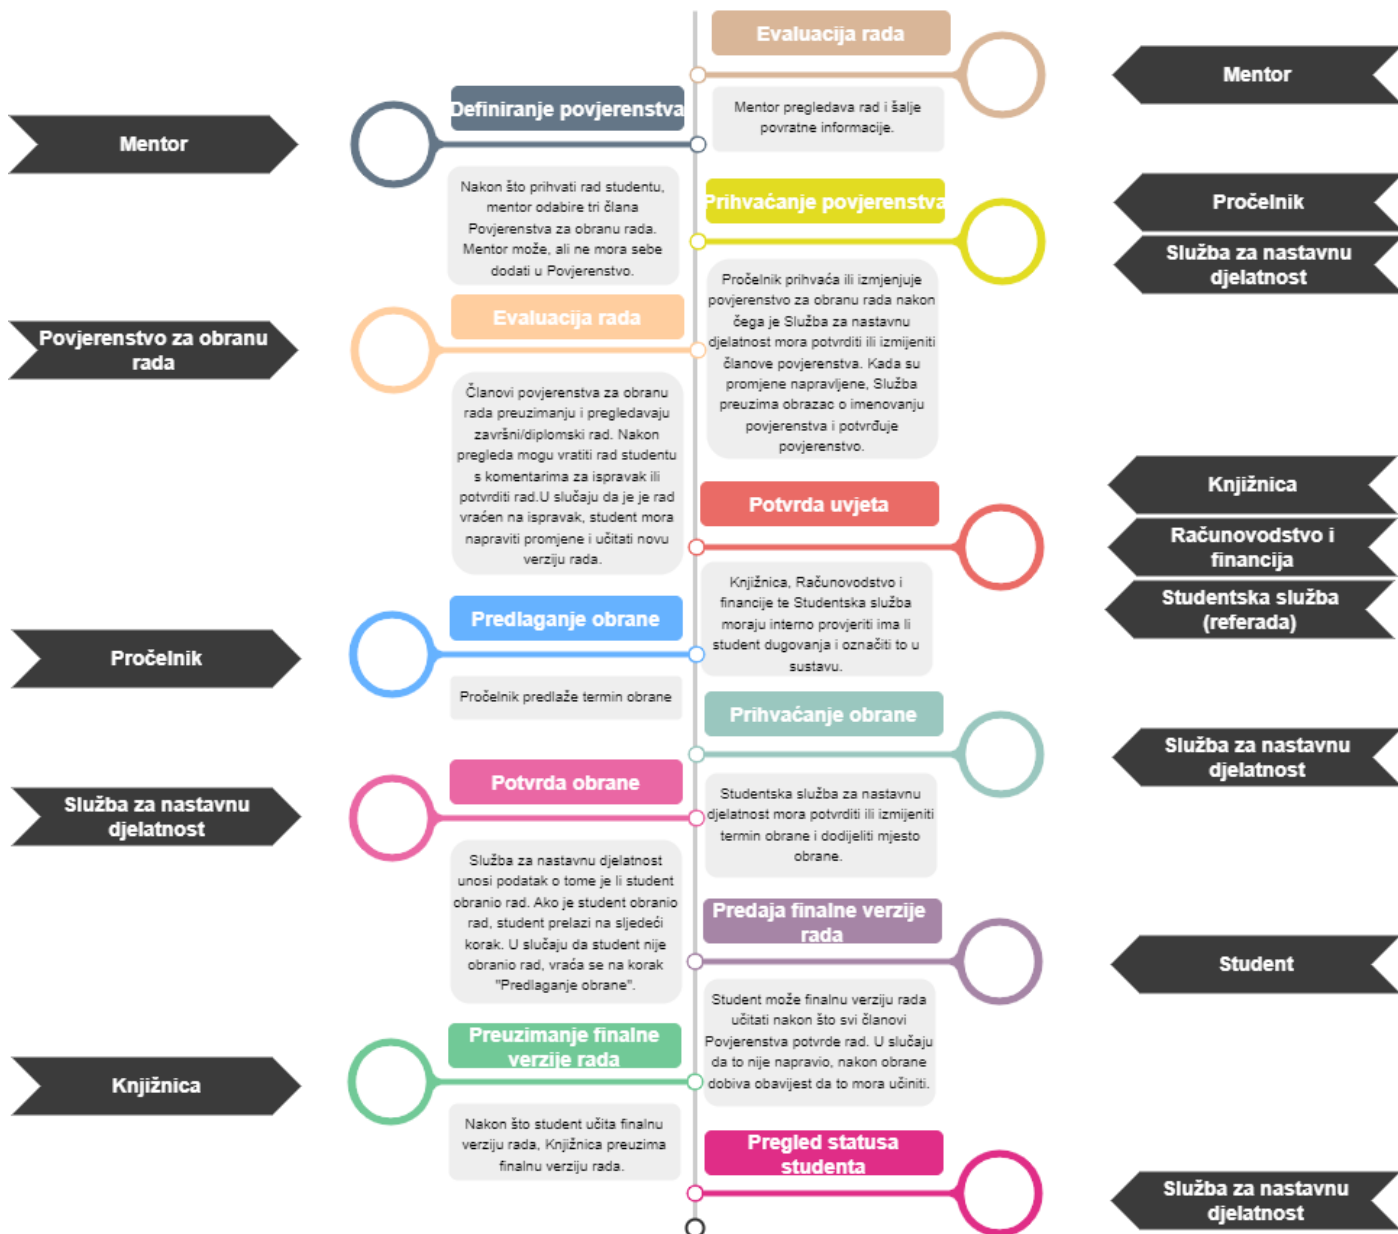 Evaluacija rada
Mentor
Mentor pregledava rad i šalje
povratne informacije.
Definiranje povjerenstva
Mentor
Nakon što prihvati rad studentu,
mentor odabire tri člana
Povjerenstva za obranu rada.
Mentor može, ali ne mora sebe
dodati u Povjerenstvo.
Prihvaćanje povjerenstva
Pročelnik
Služba za nastavnu
djelatnost
Pročelnik prihvaća ili izmjenjuje
povjerenstvo za obranu rada nakon
čega je Služba za nastavnu
djelatnost mora potvrditi ili izmijeniti
članove povjerenstva. Kada su
promjene napravljene, Služba
preuzima obrazac o imenovanju
povjerenstva i potvrđuje
povjerenstvo.
Evaluacija rada
Povjerenstvo za obranu
rada
Članovi povjerenstva za obranu
rada preuzimanju i pregledavaju
završni/diplomski rad. Nakon
pregleda mogu vratiti rad studentu
s komentarima za ispravak ili
potvrditi rad.U slučaju da je je rad
vraćen na ispravak, student mora
napraviti promjene i učitati novu
verziju rada.
Potvrda uvjeta
Knjižnica
Računovodstvo i
financija
Studentska služba
(referada)
Knjižnica, Računovodstvo i
financije te Studentska služba
moraju interno provjeriti ima li
student dugovanja i označiti to u
sustavu.
Predlaganje obrane
Pročelnik
Pročelnik predlaže termin obrane
Prihvaćanje obrane
Služba za nastavnu
djelatnost
Studentska služba za nastavnu
djelatnost mora potvrditi ili izmijeniti
termin obrane i dodijeliti mjesto
obrane.
Potvrda obrane
Služba za nastavnu
djelatnost
Služba za nastavnu djelatnost
unosi podatak o tome je li student
obranio rad. Ako je student obranio
rad, student prelazi na sljedeći
korak. U slučaju da student nije
obranio rad, vraća se na korak
"Predlaganje obrane".
Predaja finalne verzije
rada
Student
Student može finalnu verziju rada
učitati nakon što svi članovi
Povjerenstva potvrde rad. U slučaju
da to nije napravio, nakon obrane
dobiva obavijest da to mora učiniti.
Preuzimanje finalne
verzije rada
Knjižnica
Nakon što student učita finalnu
verziju rada, Knjižnica preuzima
finalnu verziju rada.
Pregled statusa
studenta
Služba za nastavnu
djelatnost